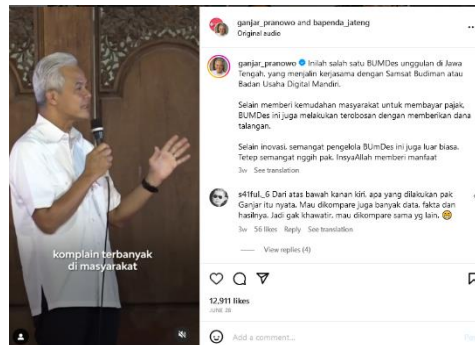 komplain terbanyak
di masyarakat
ganjar_pranowo and bapenda_jateng
Original audio
ganjar_pranowo Inilah salah satu BUMDes unggulan di Jawa
Tengah, yang menjalin kerjasama dengan Samsat Budiman atau
Badan Usaha Digital Mandiri.
Selain memberi kemudahan masyarakat untuk membayar pajak,
BUMDes ini juga melakukan terobosan dengan memberikan dana
talangan.
Selain inovasi, semangat pengelola BUmDes ini juga luar biasa.
Tetep semangat nggih pak. InsyaAllah memberi manfaat
3w See translation
s41ful._6 Dari atas bawah kanan kiri, apa yang dilakukan pak
Ganjar itu nyata. Mau dikompare juga banyak data, fakta dan
hasilnya. Jadi gak khawatir, mau dikompare sama yg lain. 😁
3w 56 likes Reply See translation
View replies (4)
12,911 likes
JUNE 28
Add a comment...